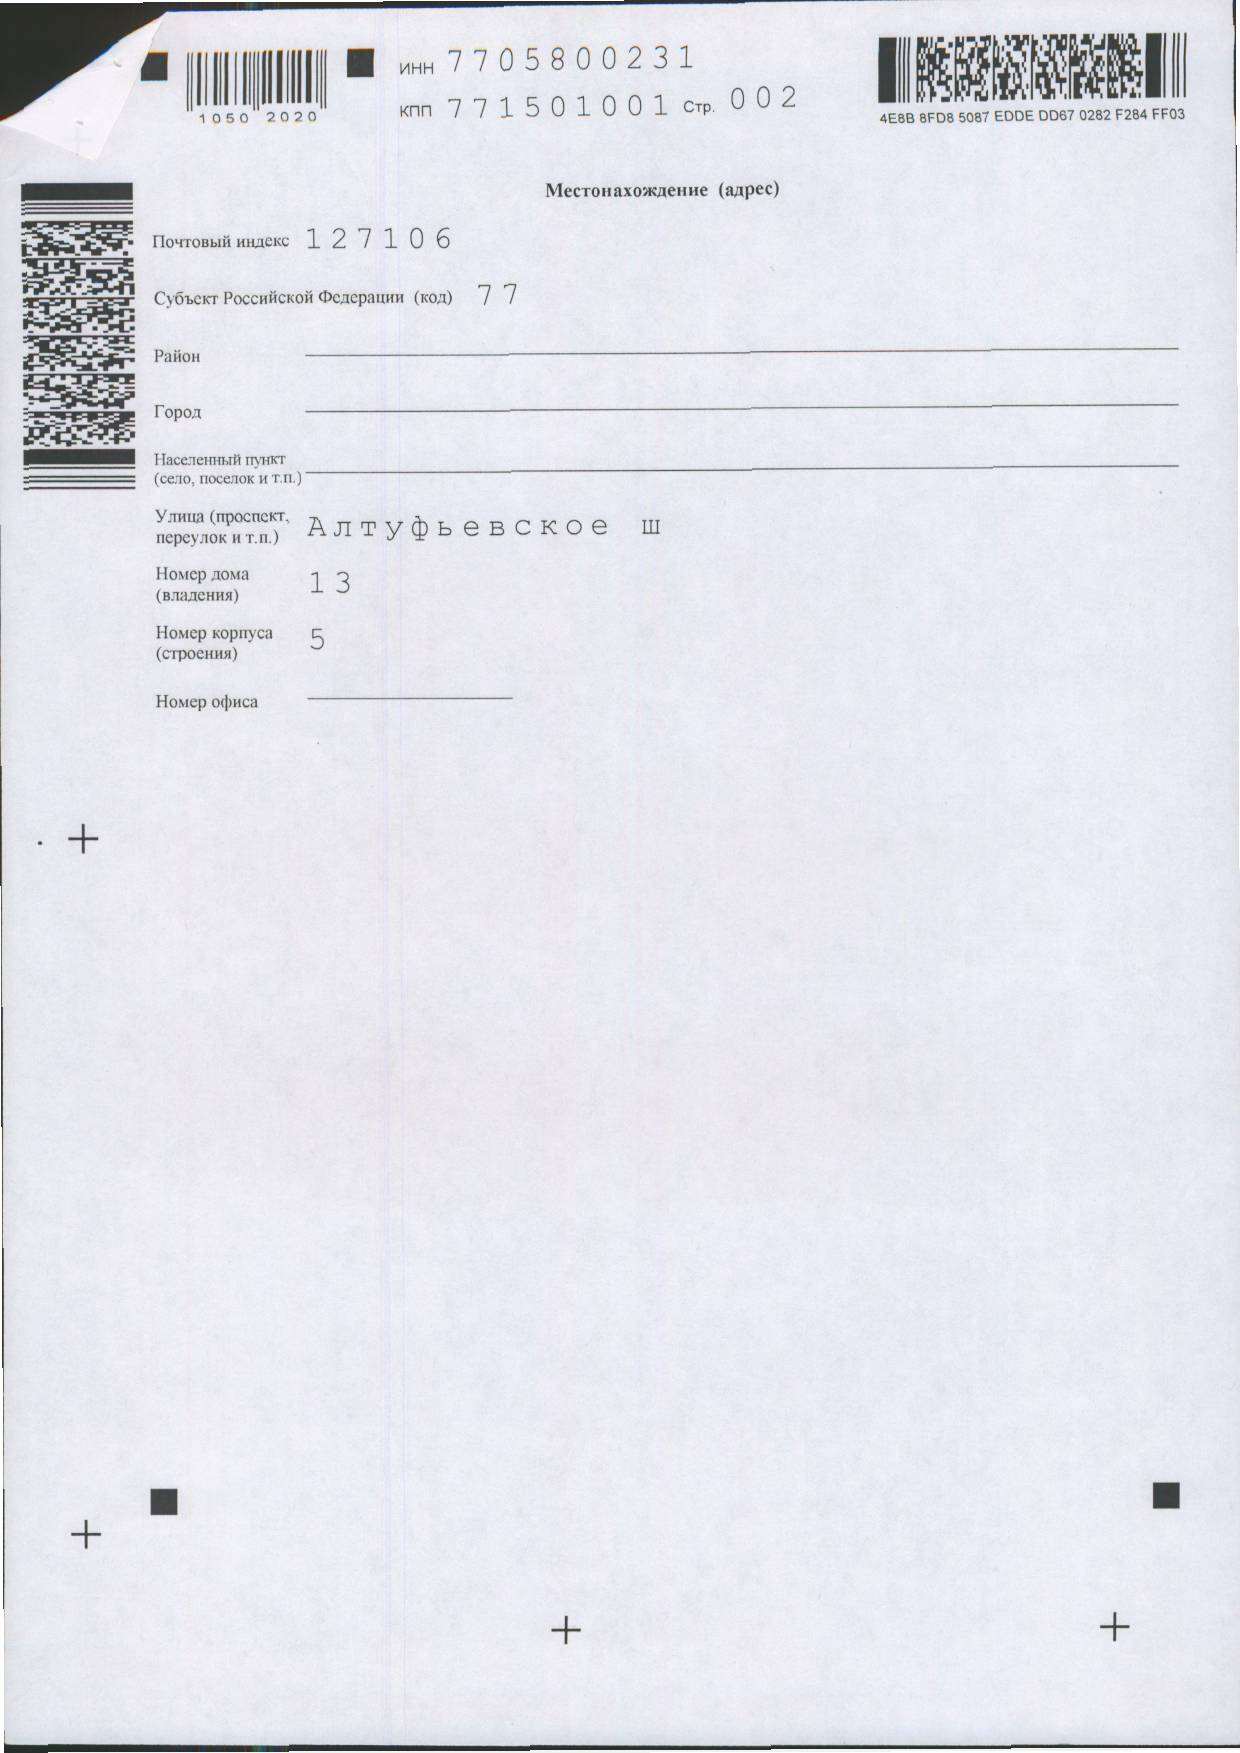 ИНН 7705800231
1050 2020
КПП 771501001 Стр. 002
4E8B 8FD8 5087 EDDE DD67 0282 F284 FF03
Местонахождение (адрес)
Почтовый индекс 127106
Субъект Российской Федерации (код) 77
Район
Город
Населенный пункт
(село, поселок и т.п.)
Улица (проспект,
переулок и т.п.) Алтуфьевское ш
Номер дома
(владения) 13
Номер корпуса
(строения) 5
Номер офиса